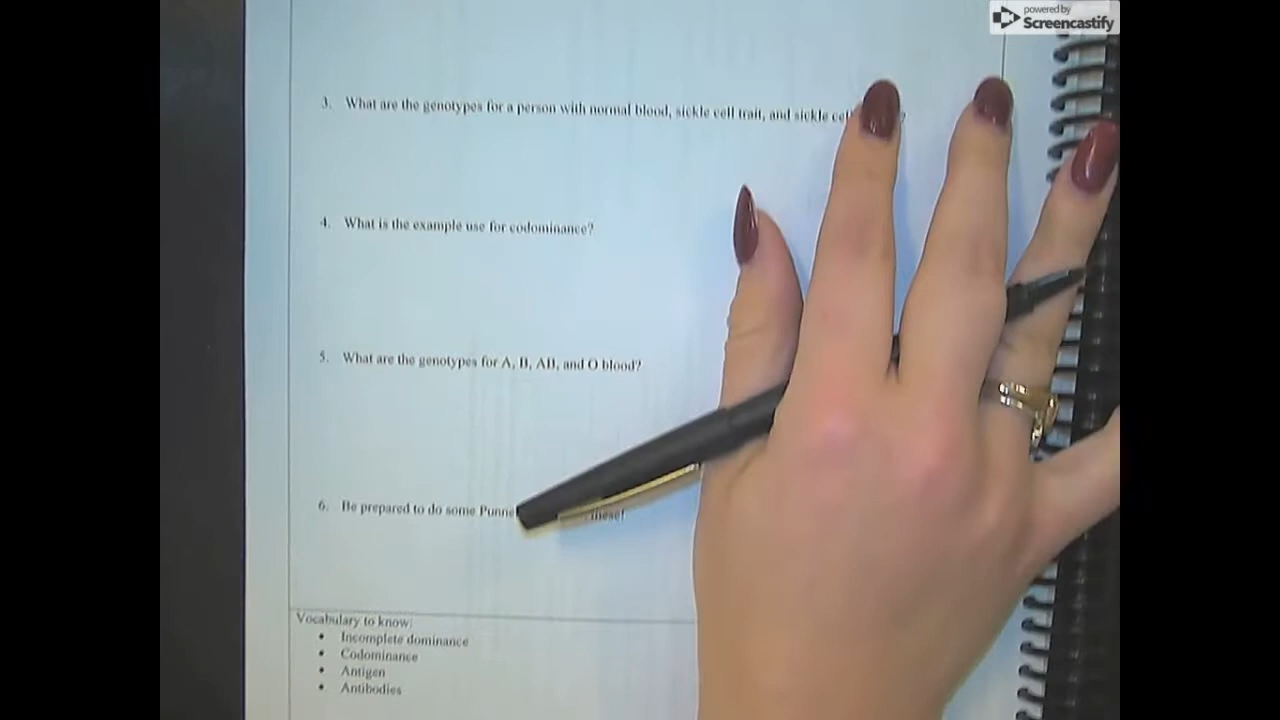 powered by
Screencastify
3. What are the genotypes for a person with normal blood, sickle cell trait, and sickle
4. What is the example use for codominance?
5. What are the genotypes for A, B, AB, and O blood?
6. Be prepared to do some these!
Vocabulary to know:
• Incomplete dominance
• Codominance
• Antigen
• Antibodies